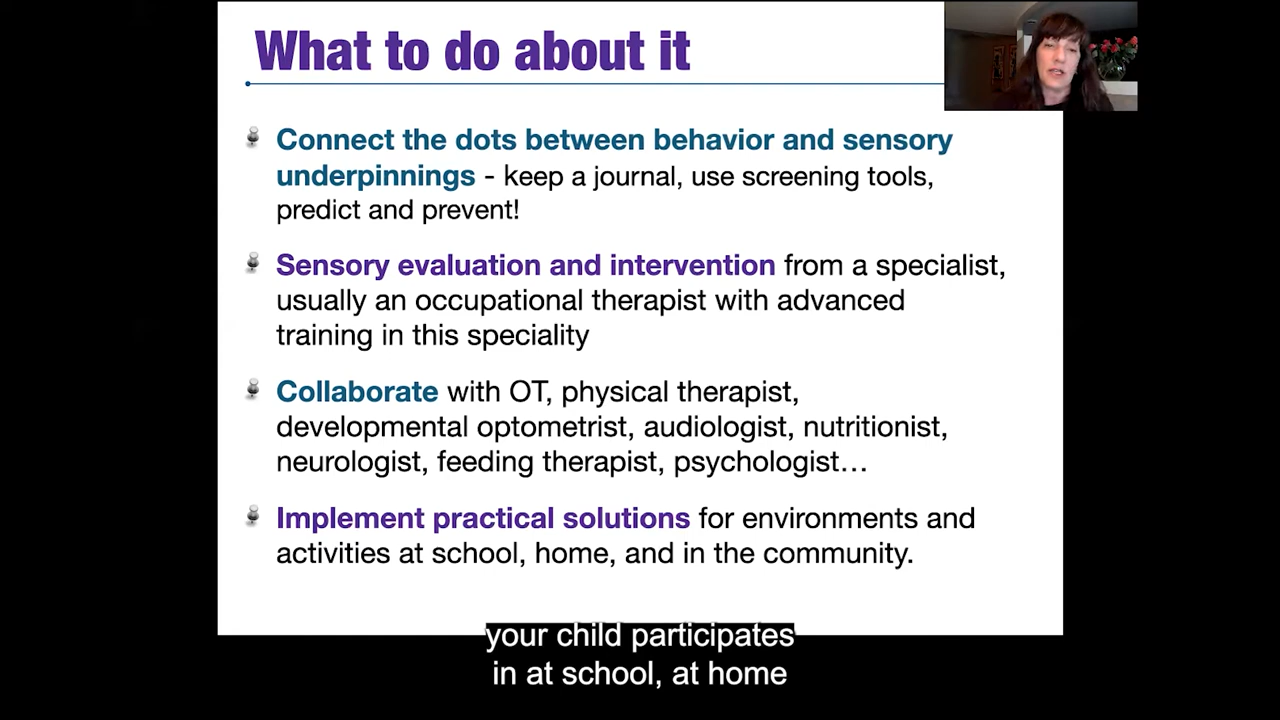 What to do about it
Connect the dots between behavior and sensory
underpinnings - keep a journal, use screening tools,
predict and prevent!
Sensory evaluation and intervention from a specialist,
usually an occupational therapist with advanced
training in this speciality
Collaborate with OT, physical therapist,
developmental optometrist, audiologist, nutritionist,
neurologist, feeding therapist, psychologist…
Implement practical solutions for environments and
activities at school, home, and in the community.
your child participates
in at school, at home